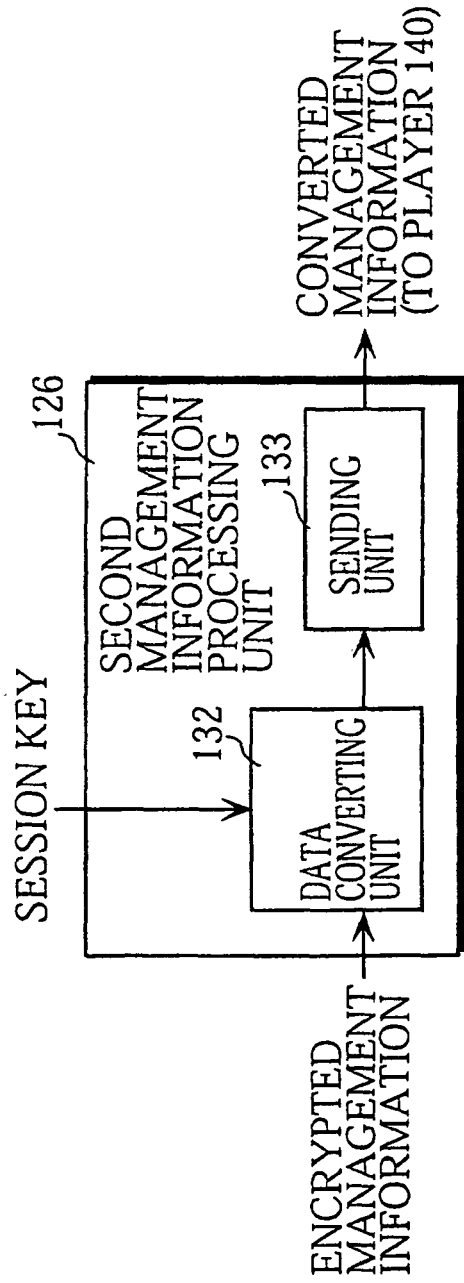 SESSION KEY
126
SECOND
MANAGEMENT
INFORMATION
PROCESSING
UNIT
132
DATA
CONVERTING
UNIT
133
SENDING
UNIT
ENCRYPTED
MANAGEMENT
INFORMATION
CONVERTED
MANAGEMENT
INFORMATION
(TO PLAYER 140)